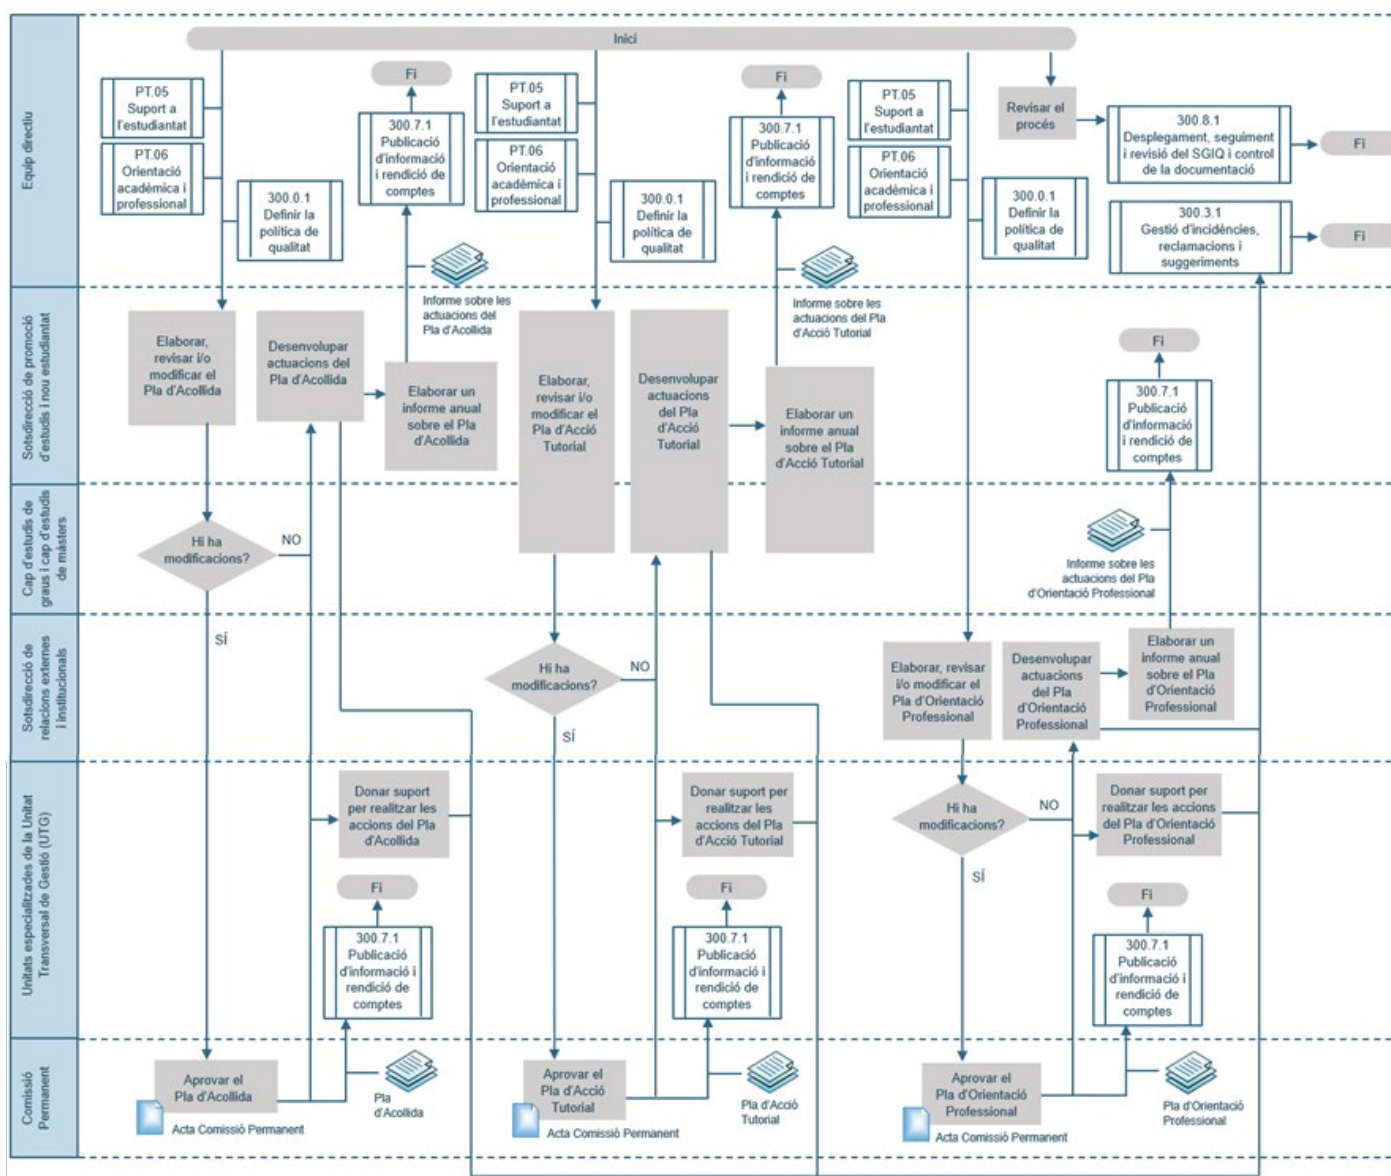 Inici
Equip directiu
PT.05
Suport a
l'estudiantat
PT.06
Orientació
acadèmica i
professional
300.0.1
Definir la
política de
qualitat
Fi
300.7.1
Publicació
d'informació
i rendició de
comptes
Informe sobre les
actuacions del
Pla d'Acollida
PT.05
Suport a
l'estudiantat
PT.06
Orientació
acadèmica i
professional
300.0.1
Definir la
política de
qualitat
Fi
300.7.1
Publicació
d'informació
i rendició de
comptes
Informe sobre les
actuacions del Pla
d'Acció Tutorial
PT.05
Suport a
l'estudiantat
PT.06
Orientació
acadèmica i
professional
300.0.1
Definir la
política de
qualitat
Revisar el
procés
300.8.1
Desplegament, seguiment
i revisió del SGIQ i control
de la documentació
Fi
300.3.1
Gestió d'incidències,
reclamacions i
suggeriments
Fi
Sotsdirecció de promoció
d'estudis i nou estudiantat
Elaborar,
revisar i/o
modificar el
Pla d'Acollida
Desenvolupar
actuacions del
Pla d'Acollida
Elaborar un
informe anual
sobre el Pla
d'Acollida
Elaborar,
revisar i/o
modificar el
Pla d'Acció
Tutorial
Desenvolupar
actuacions
del Pla
d'Acció
Tutorial
Elaborar un
informe anual
sobre el Pla
d'Acció Tutorial
Fi
300.7.1
Publicació
d'informació
i rendició de
comptes
Cap d'estudis de
graus i cap d'estudis
de màsters
Hi ha
modificacions?
NO
SÍ
Informe sobre les
actuacions del Pla
d'Orientació Professional
Sotsdirecció de
relacions externes
i institucionals
Hi ha
modificacions?
NO
SÍ
Elaborar, revisar
i/o modificar el
Pla d'Orientació
Professional
Desenvolupar
actuacions
del Pla
d'Orientació
Professional
Elaborar un
informe anual
sobre el Pla
d'Orientació
Professional
Unitats especialitzades de la Unitat
Transversal de Gestió (UTG)
Donar suport
per realitzar les
accions del Pla
d'Acollida
Fi
300.7.1
Publicació
d'informació i
rendició de
comptes
Donar suport per
realitzar les
accions del Pla
d'Acció Tutorial
Fi
300.7.1
Publicació
d'informació i
rendició de
comptes
Hi ha
modificacions?
NO
SÍ
Donar suport per
realitzar les accions
del Pla d'Orientació
Professional
Fi
300.7.1
Publicació
d'informació i
rendició de
comptes
Comissió
Permanent
Aprovar el
Pla d'Acollida
Acta Comissió Permanent
Pla
d'Acollida
Aprovar el
Pla d'Acció
Tutorial
Acta Comissió Permanent
Pla d'Acció
Tutorial
Aprovar el
Pla d'Orientació
Professional
Acta Comissió Permanent
Pla d'Orientació
Professional